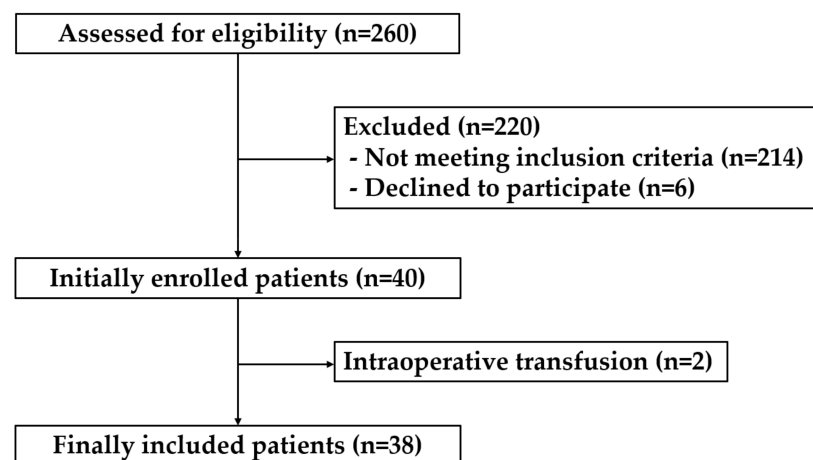 Assessed for eligibility (n=260)
Excluded (n=220)
- Not meeting inclusion criteria (n=214)
- Declined to participate (n=6)
Initially enrolled patients (n=40)
Intraoperative transfusion (n=2)
Finally included patients (n=38)